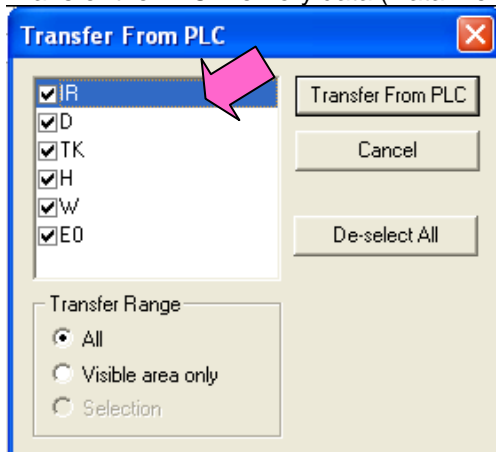 Transfer From PLC
IR
D
TK
H
W
E0
Transfer From PLC
Cancel
De-select All
Transfer Range
All
Visible area only
Selection